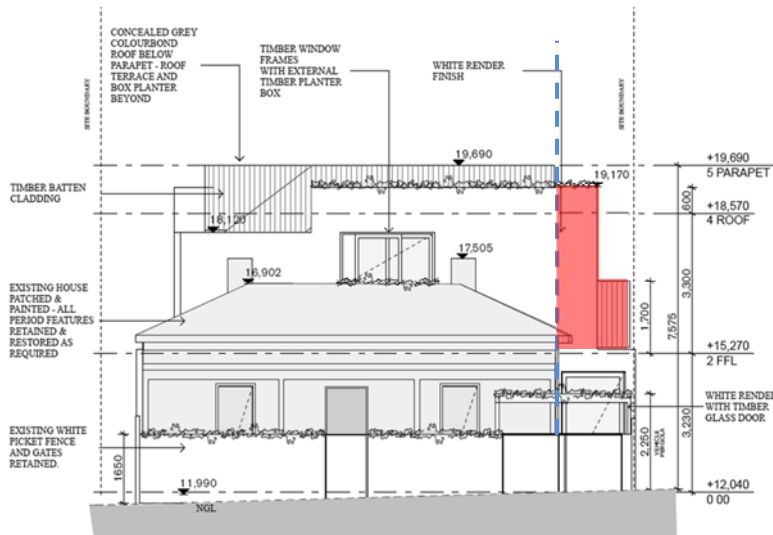 CONCEALED GREY
COLOURBOND
ROOF BELOW
PARAPET - ROOF
TERRACE AND
BOX PLANTER
BEYOND
TIMBER WINDOW
FRAMES
WITH EXTERNAL
TIMBER PLANTER
BOX
WHITE RENDER
FINISH
SITE BOUNDARY
SITE BOUNDARY
19,690
19,170
+19,690
5 PARAPET
TIMBER BATTEN
CLADDING
600
+18,570
4 ROOF
18,120
17,505
16,902
EXISTING HOUSE
PATCHED &
PAINTED - ALL
PERIOD FEATURES
RETAINED &
RESTORED AS
REQUIRED
1,700
3,300
7,575
+15,270
2 FFL
WHITE RENDER
WITH TIMBER
GLASS DOOR
EXISTING WHITE
PICKET FENCE
AND GATES
RETAINED.
1650
2,250
VEHICLE
PERGOLA
3,230
11,990
NGL
+12,040
0 00